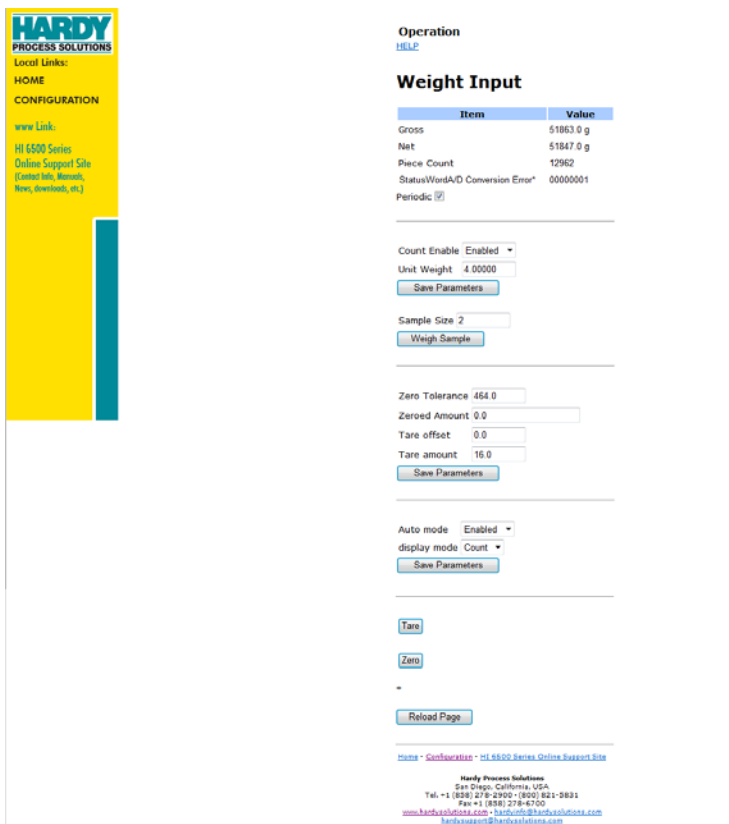 HARDY
PROCESS SOLUTIONS
Local Links:
HOME
CONFIGURATION
www Link:
HI 6500 Series
Online Support Site
(Contact Info, Manuals,
News, downloads, etc.)
Operation
HELP
Weight Input
Item Value
Gross 51863.0 g
Net 51847.0 g
Piece Count 12962
StatusWordA/D Conversion Error* 00000001
Periodic
Count Enable Enabled
Unit Weight 4.00000
Save Parameters
Sample Size 2
Weigh Sample
Zero Tolerance 464.0
Zeroed Amount 0.0
Tare offset 0.0
Tare amount 16.0
Save Parameters
Auto mode Enabled
display mode Count
Save Parameters
Tare
Zero
-
Reload Page
Home - Configuration - HI 6500 Series Online Support Site
Hardy Process Solutions
San Diego, California, USA
Tel. +1 (858) 278-2900 - (800) 821-5831
Fax +1 (858) 278-6700
www.hardysolutions.com - hardyinfo@hardysolutions.com
hardysupport@hardysolutions.com